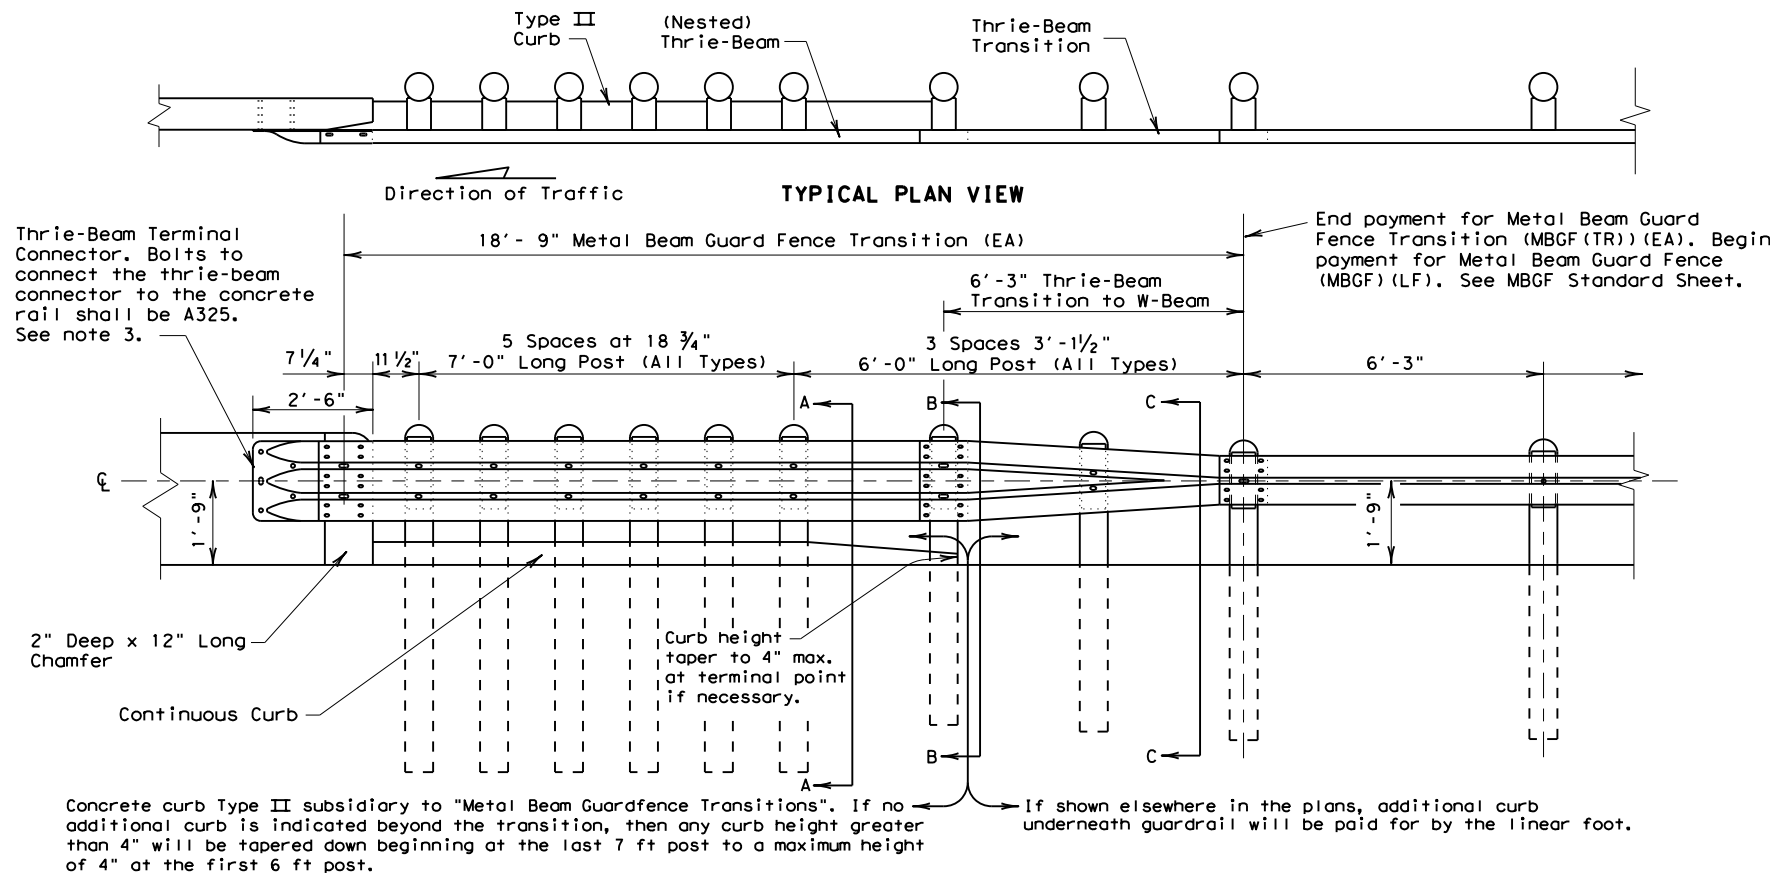 Type II
Curb
(Nested)
Thrie-Beam
Thrie-Beam
Transition
Direction of Traffic
TYPICAL PLAN VIEW
Thrie-Beam Terminal
Connector. Bolts to
connect the thrie-beam
connector to the concrete
rail shall be A325.
See note 3.
18'- 9" Metal Beam Guard Fence Transition (EA)
End payment for Metal Beam Guard
Fence Transition (MBGF(TR))(EA). Begin
payment for Metal Beam Guard Fence
(MBGF)(LF). See MBGF Standard Sheet.
6'-3" Thrie-Beam
Transition to W-Beam
7 1/4"
11 1/2"
5 Spaces at 18 3/4"
7'-0" Long Post (All Types)
3 Spaces 3'-1 1/2"
6'-0" Long Post (All Types)
6'-3"
2'-6"
A
B
C
℄
1'-9"
1'-9"
2" Deep x 12" Long
Chamfer
Continuous Curb
Curb height
taper to 4" max.
at terminal point
if necessary.
B
C
A
Concrete curb Type II subsidiary to "Metal Beam Guardfence Transitions". If no
additional curb is indicated beyond the transition, then any curb height greater
than 4" will be tapered down beginning at the last 7 ft post to a maximum height
of 4" at the first 6 ft post.
If shown elsewhere in the plans, additional curb
underneath guardrail will be paid for by the linear foot.